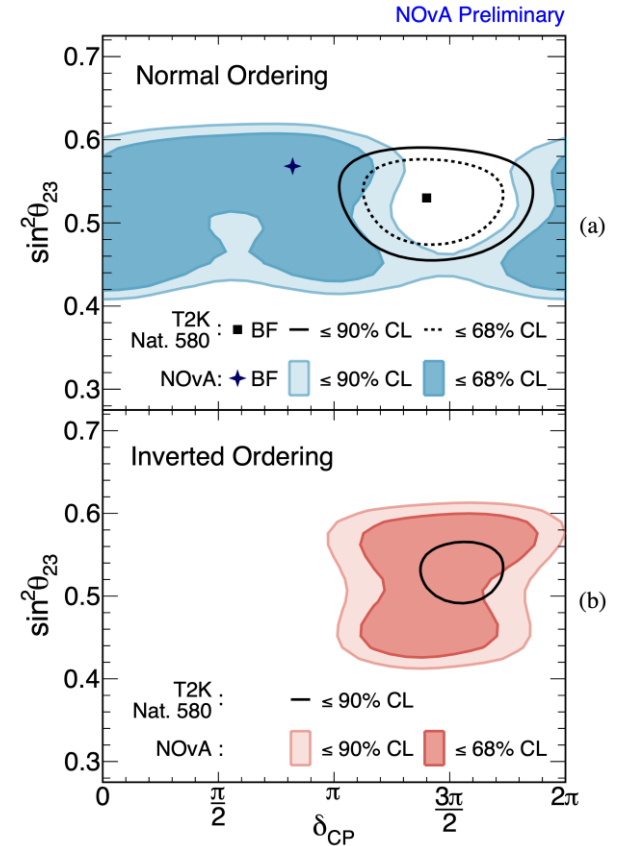 NOvA Preliminary
0.7
Normal Ordering
0.6
0.5
sin²θ₂₃
(a)
0.4
T2K
Nat. 580 : BF ≤ 90% CL ≤ 68% CL
NOvA: BF ≤ 90% CL ≤ 68% CL
0.3
0.7
Inverted Ordering
0.6
0.5
sin²θ₂₃
(b)
0.4
T2K
Nat. 580 : ≤ 90% CL
NOvA : ≤ 90% CL ≤ 68% CL
0.3
0 π/2 π 3π/2 2π
δCP